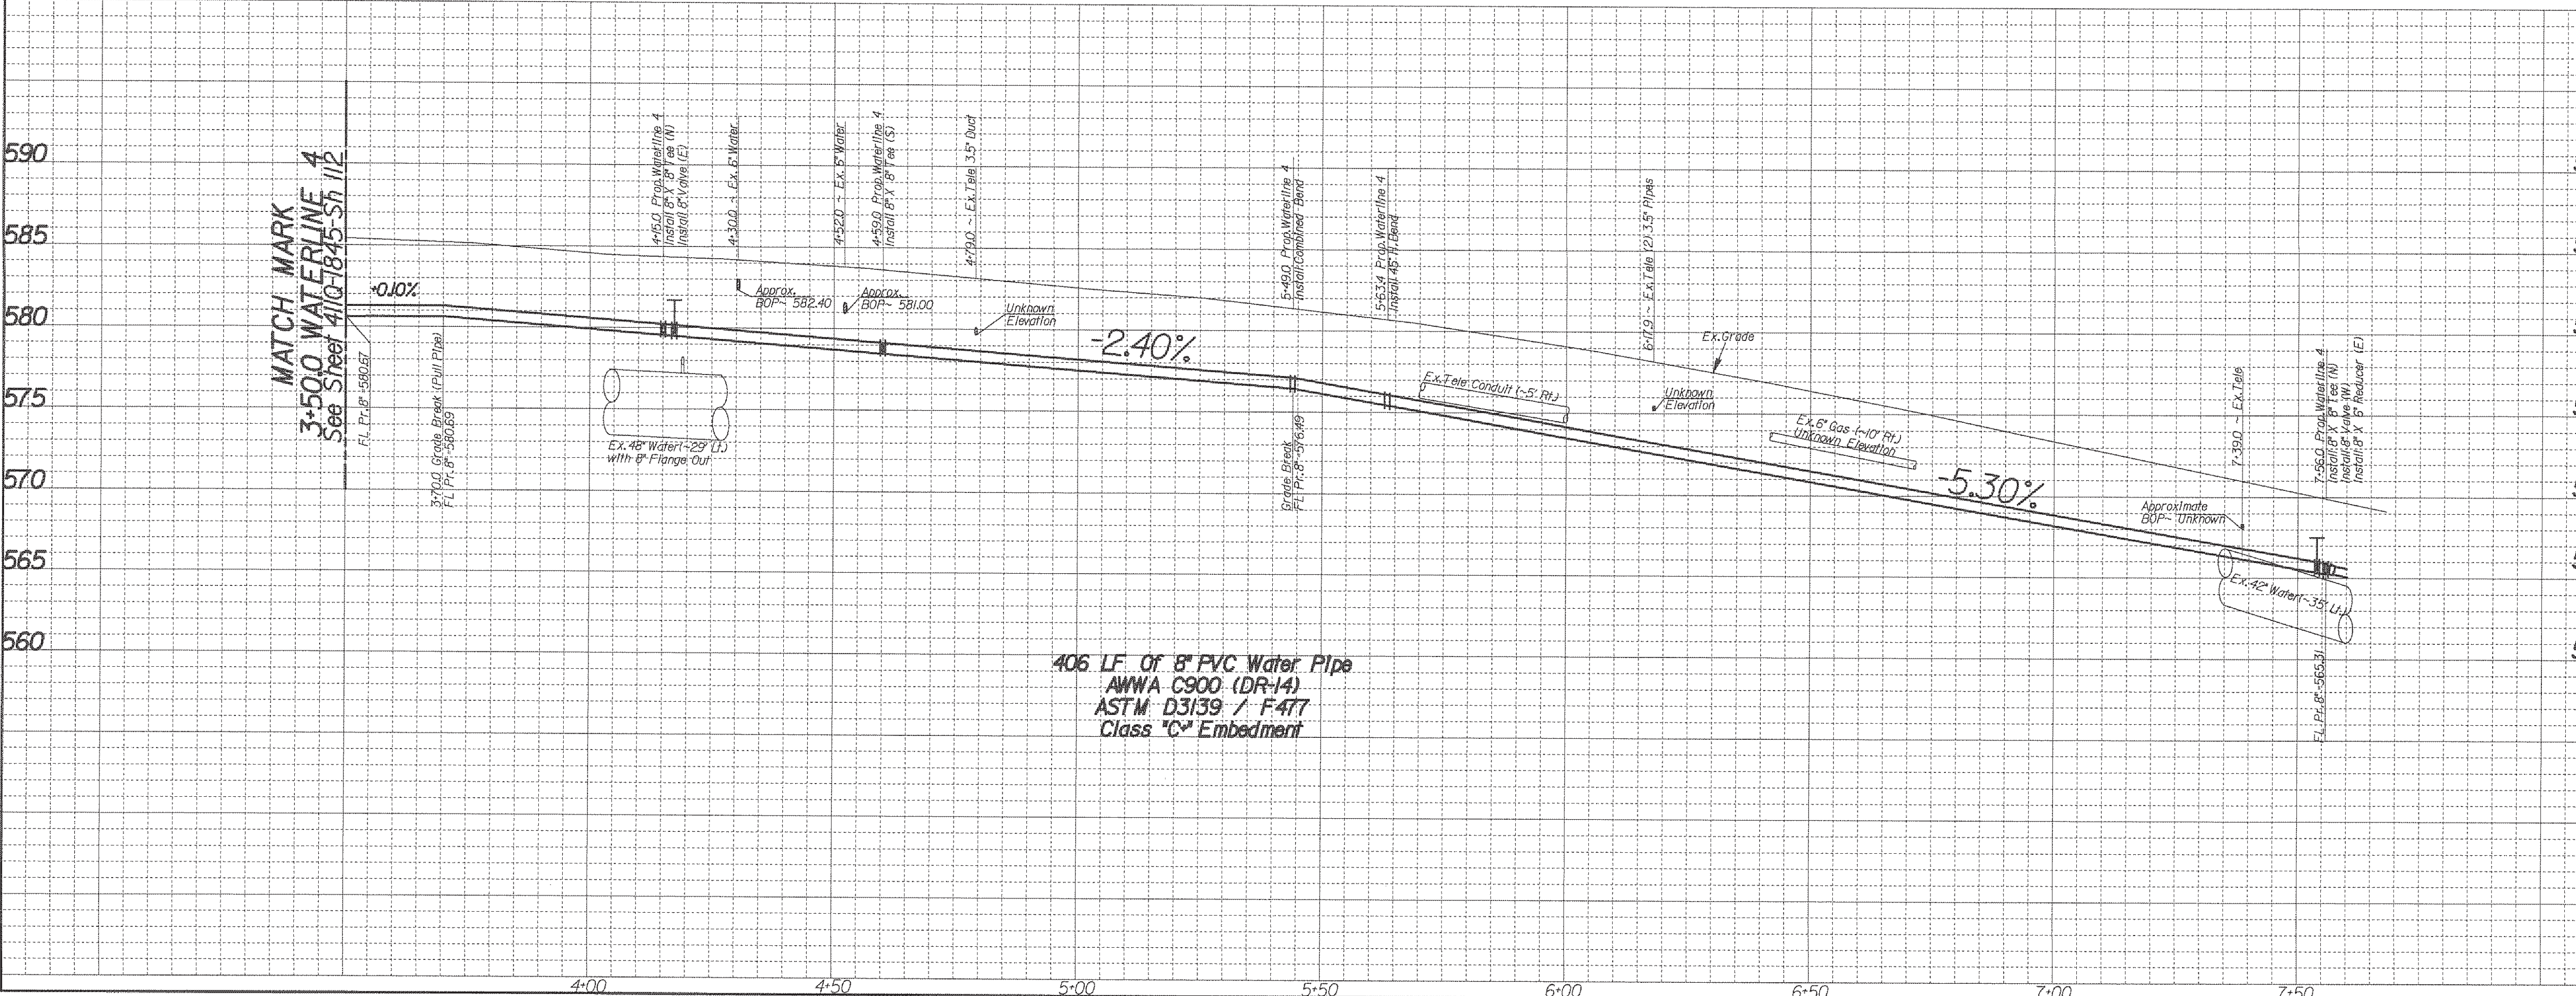 590
585
580
575
570
565
560
MATCH MARK
3+50.0 WATERLINE 4
See Sheet 411Q-1845-Sh 112
+0.10%
FL Pr. 8"-580.67
3+70.0 Grade Break (Pull Pipe)
FL Pr. 8"-580.69
4+15.0 Prop. Waterline 4
Install 8" X 8" Tee (N)
Install 8" Valve (E)
4+30.0 ~ Ex. 6" Water
Approx.
BOP~ 582.40
4+52.0 ~ Ex. 6" Water
Approx.
BOP~ 581.00
4+59.0 Prop. Waterline 4
Install 8" X 8" Tee (S)
4+79.0 ~ Ex. Tele 3.5" Duct
Unknown
Elevation
Ex. 48" Water (~29' Lt.)
with 8" Flange Out
-2.40%
5+49.0 Prop. Waterline 4
Install Combined Bend
Grade Break
FL Pr. 8"-576.49
5+63.4 Prop. Waterline 4
Install 45° H. Bend
Ex. Tele Conduit (~5' Rt.)
6+17.9 ~ Ex. Tele (2) 3.5" Pipes
Unknown
Elevation
Ex. Grade
Ex. 6" Gas (~10' Rt.)
Unknown Elevation
-5.30%
7+39.0 ~ Ex. Tele
Approximate
BOP~ Unknown
7+56.0 Prop. Waterline 4
Install 8" X 8" Tee (N)
Install 8" Valve (W)
Install 8" X 6" Reducer (E)
Ex. 42" Water (~35' Lt.)
FL Pr. 8"-565.31
406 LF Of 8" PVC Water Pipe
AWWA C900 (DR-14)
ASTM D3139 / F477
Class "C+" Embedment
4+00
4+50
5+00
5+50
6+00
6+50
7+00
7+50